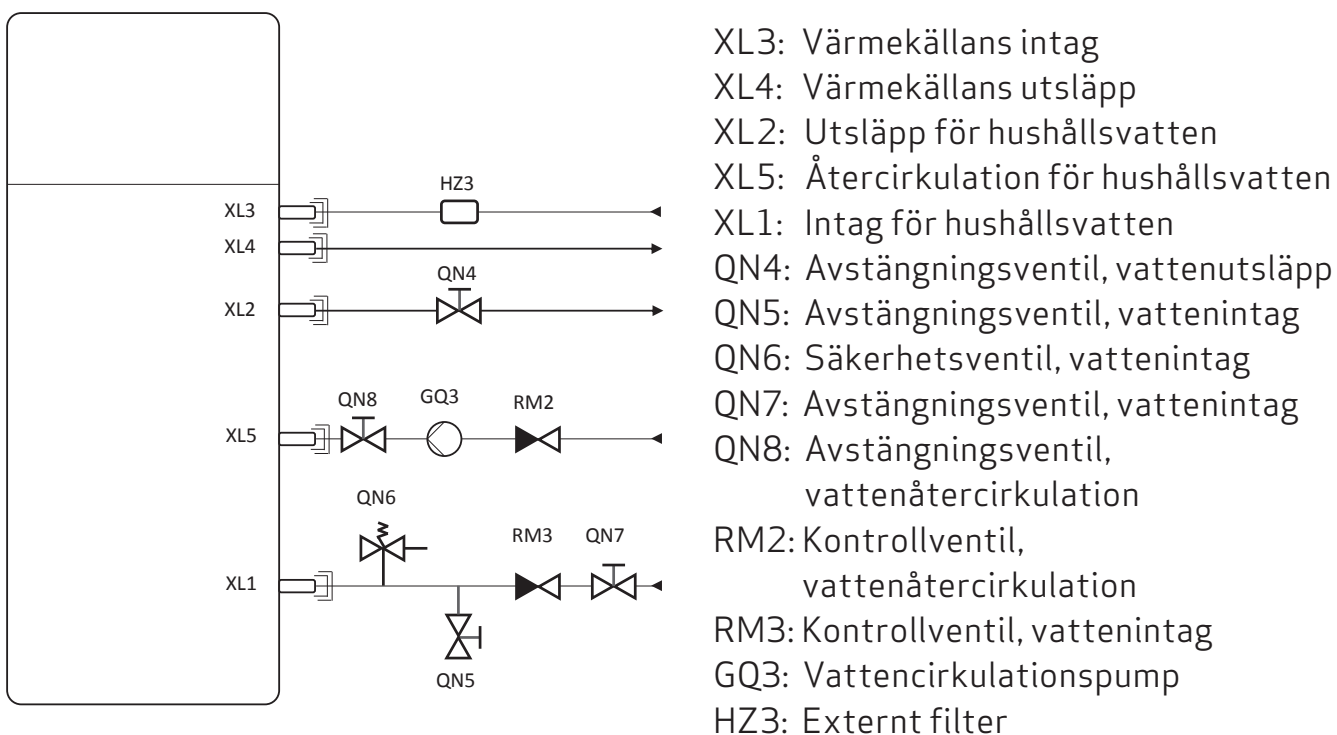 HZ3
XL3
XL4
QN4
XL2
QN8 GQ3 RM2
XL5
QN6
RM3 QN7
XL1
QN5
XL3: Värmekällans intag
XL4: Värmekällans utsläpp
XL2: Utsläpp för hushållsvatten
XL5: Återcirkulation för hushållsvatten
XL1: Intag för hushållsvatten
QN4: Avstängningsventil, vattenutsläpp
QN5: Avstängningsventil, vattenintag
QN6: Säkerhetsventil, vattenintag
QN7: Avstängningsventil, vattenintag
QN8: Avstängningsventil,
vattenåtercirkulation
RM2: Kontrollventil,
vattenåtercirkulation
RM3: Kontrollventil, vattenintag
GQ3: Vattencirkulationspump
HZ3: Externt filter